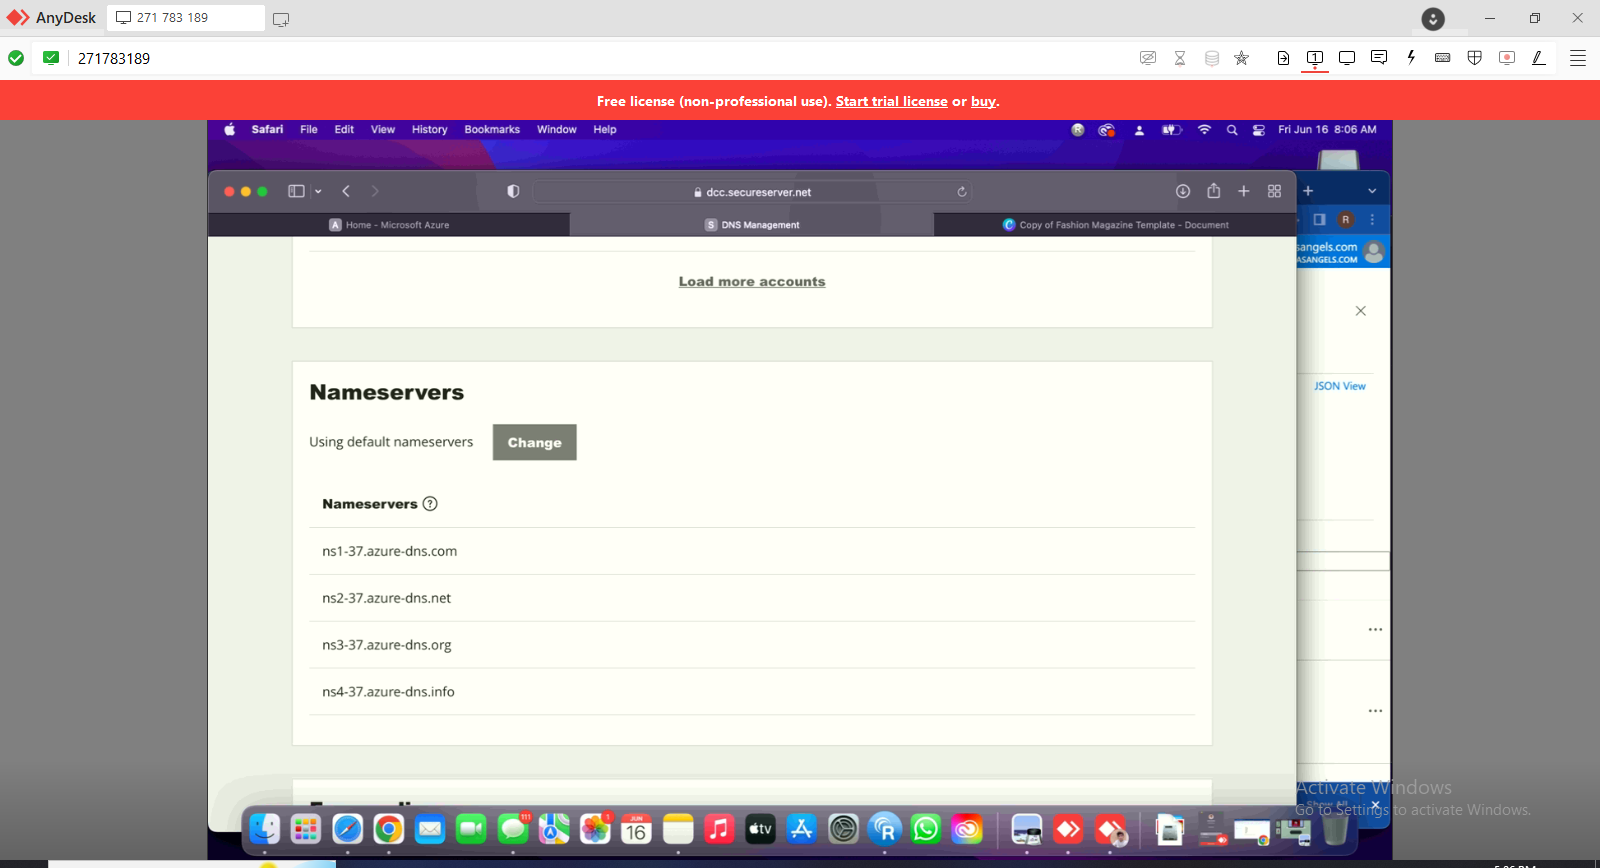 AnyDesk
271 783 189
271783189
Free license (non-professional use). Start trial license or buy.
Safari File Edit View History Bookmarks Window Help
Fri Jun 16 8:06 AM
dcc.secureserver.net
Home - Microsoft Azure
DNS Management
Copy of Fashion Magazine Template - Document
sangels.com
ASANGELS.COM
Load more accounts
JSON View
Nameservers
Using default nameservers
Change
Nameservers
ns1-37.azure-dns.com
ns2-37.azure-dns.net
ns3-37.azure-dns.org
ns4-37.azure-dns.info
Activate Windows
Go to Settings to activate Windows.
Show All
JUN
16
tv